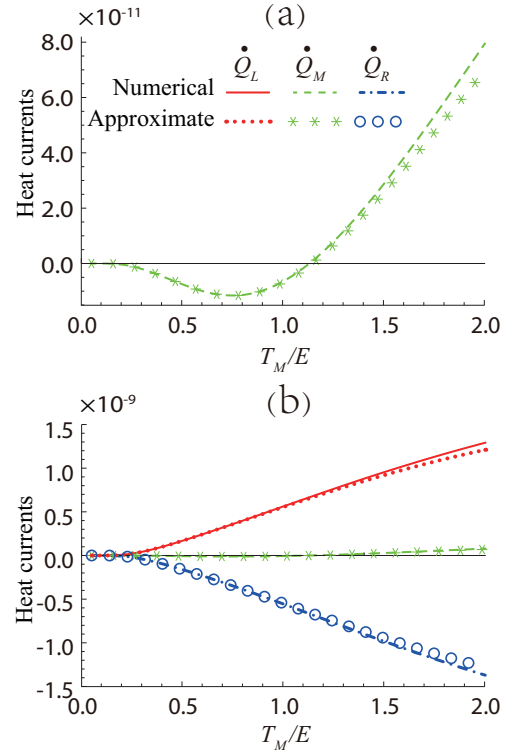 ×10⁻¹¹ (a)
8.0
Q̇_L Q̇_M Q̇_R
Numerical
Approximate
6.0
4.0
2.0
0.0
Heat currents
0.0 0.5 1.0 1.5 2.0
T_M/E
×10⁻⁹ (b)
1.5
1.0
0.5
0.0
-0.5
-1.0
-1.5
Heat currents
0.0 0.5 1.0 1.5 2.0
T_M/E